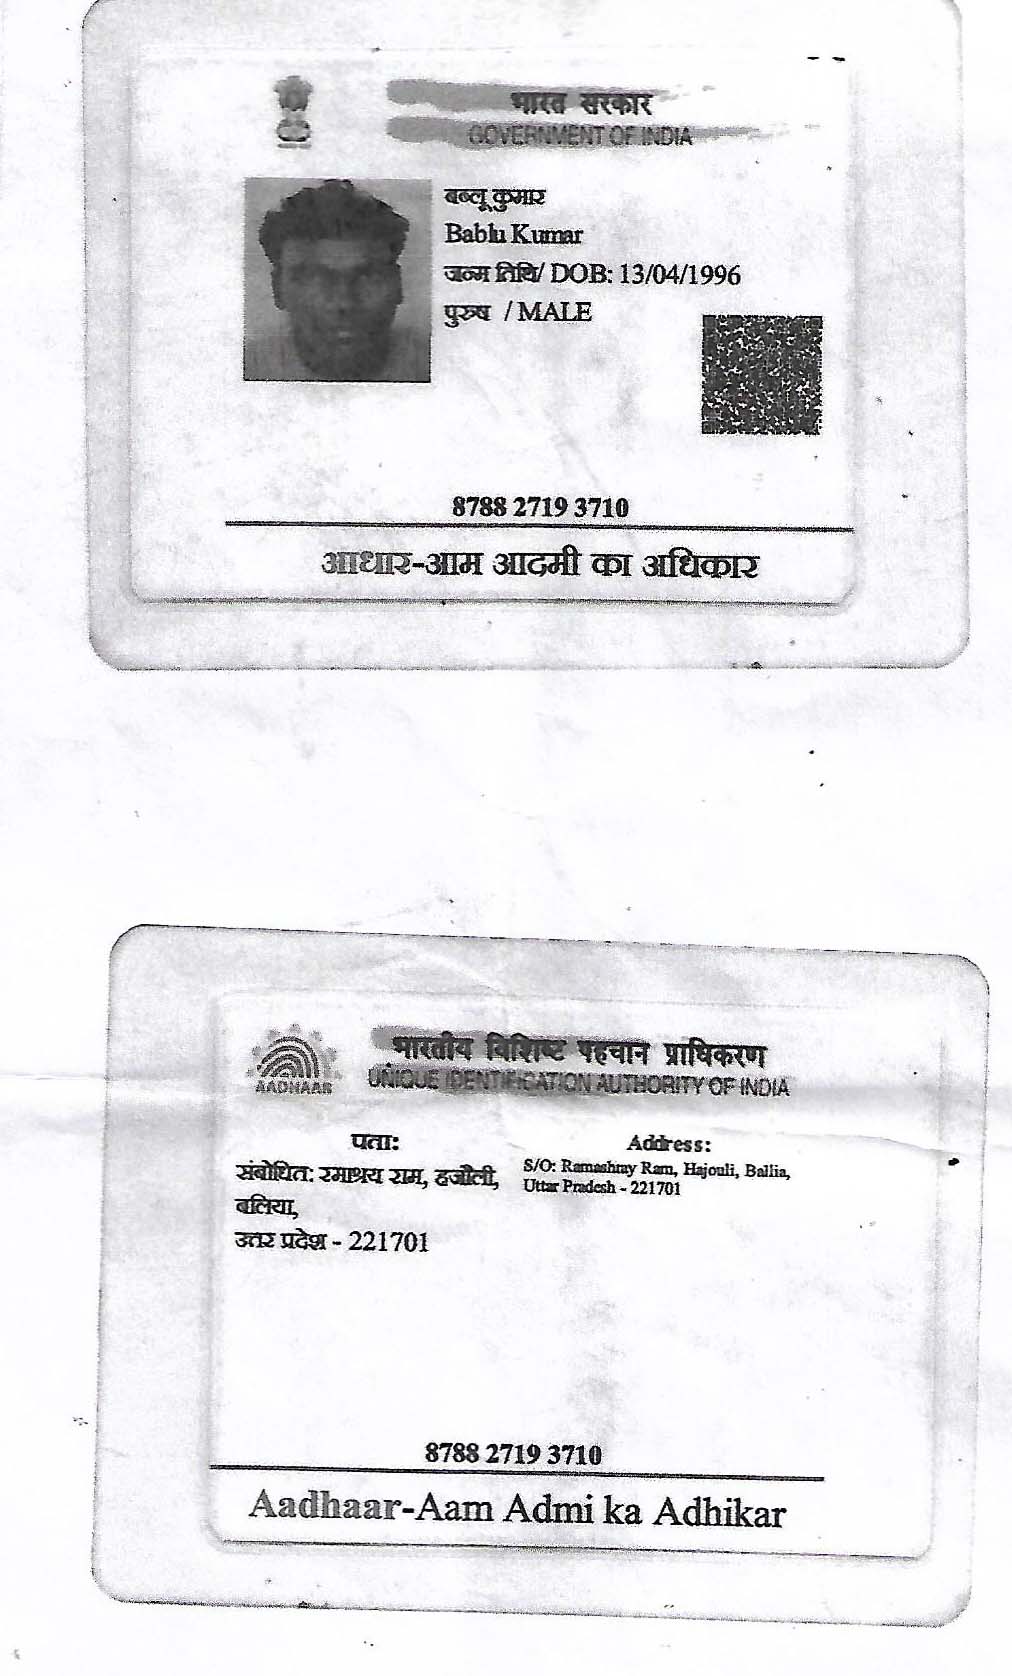 भारत सरकार
GOVERNMENT OF INDIA
बब्लू कुमार
Bablu Kumar
जन्म तिथि/ DOB: 13/04/1996
पुरुष / MALE
8788 2719 3710
आधार-आम आदमी का अधिकार
भारतीय विशिष्ट पहचान प्राधिकरण
AADHAAR
UNIQUE IDENTIFICATION AUTHORITY OF INDIA
पता:
संबोधित: रमाश्रय राम, हजौली,
बलिया,
उतर प्रदेश - 221701
Address:
S/O: Ramashray Ram, Hajouli, Ballia,
Uttar Pradesh - 221701
8788 2719 3710
Aadhaar-Aam Admi ka Adhikar